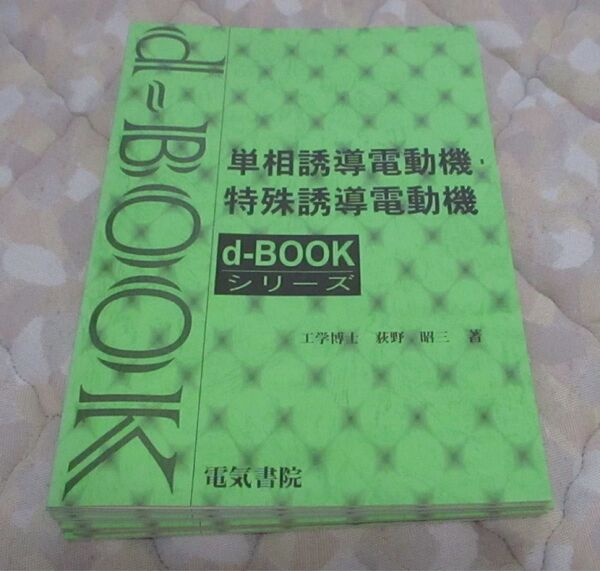 d-BOOK
単相誘導電動機・
特殊誘導電動機
d-BOOK
シリーズ
工学博士 荻野 昭三 著
電気書院